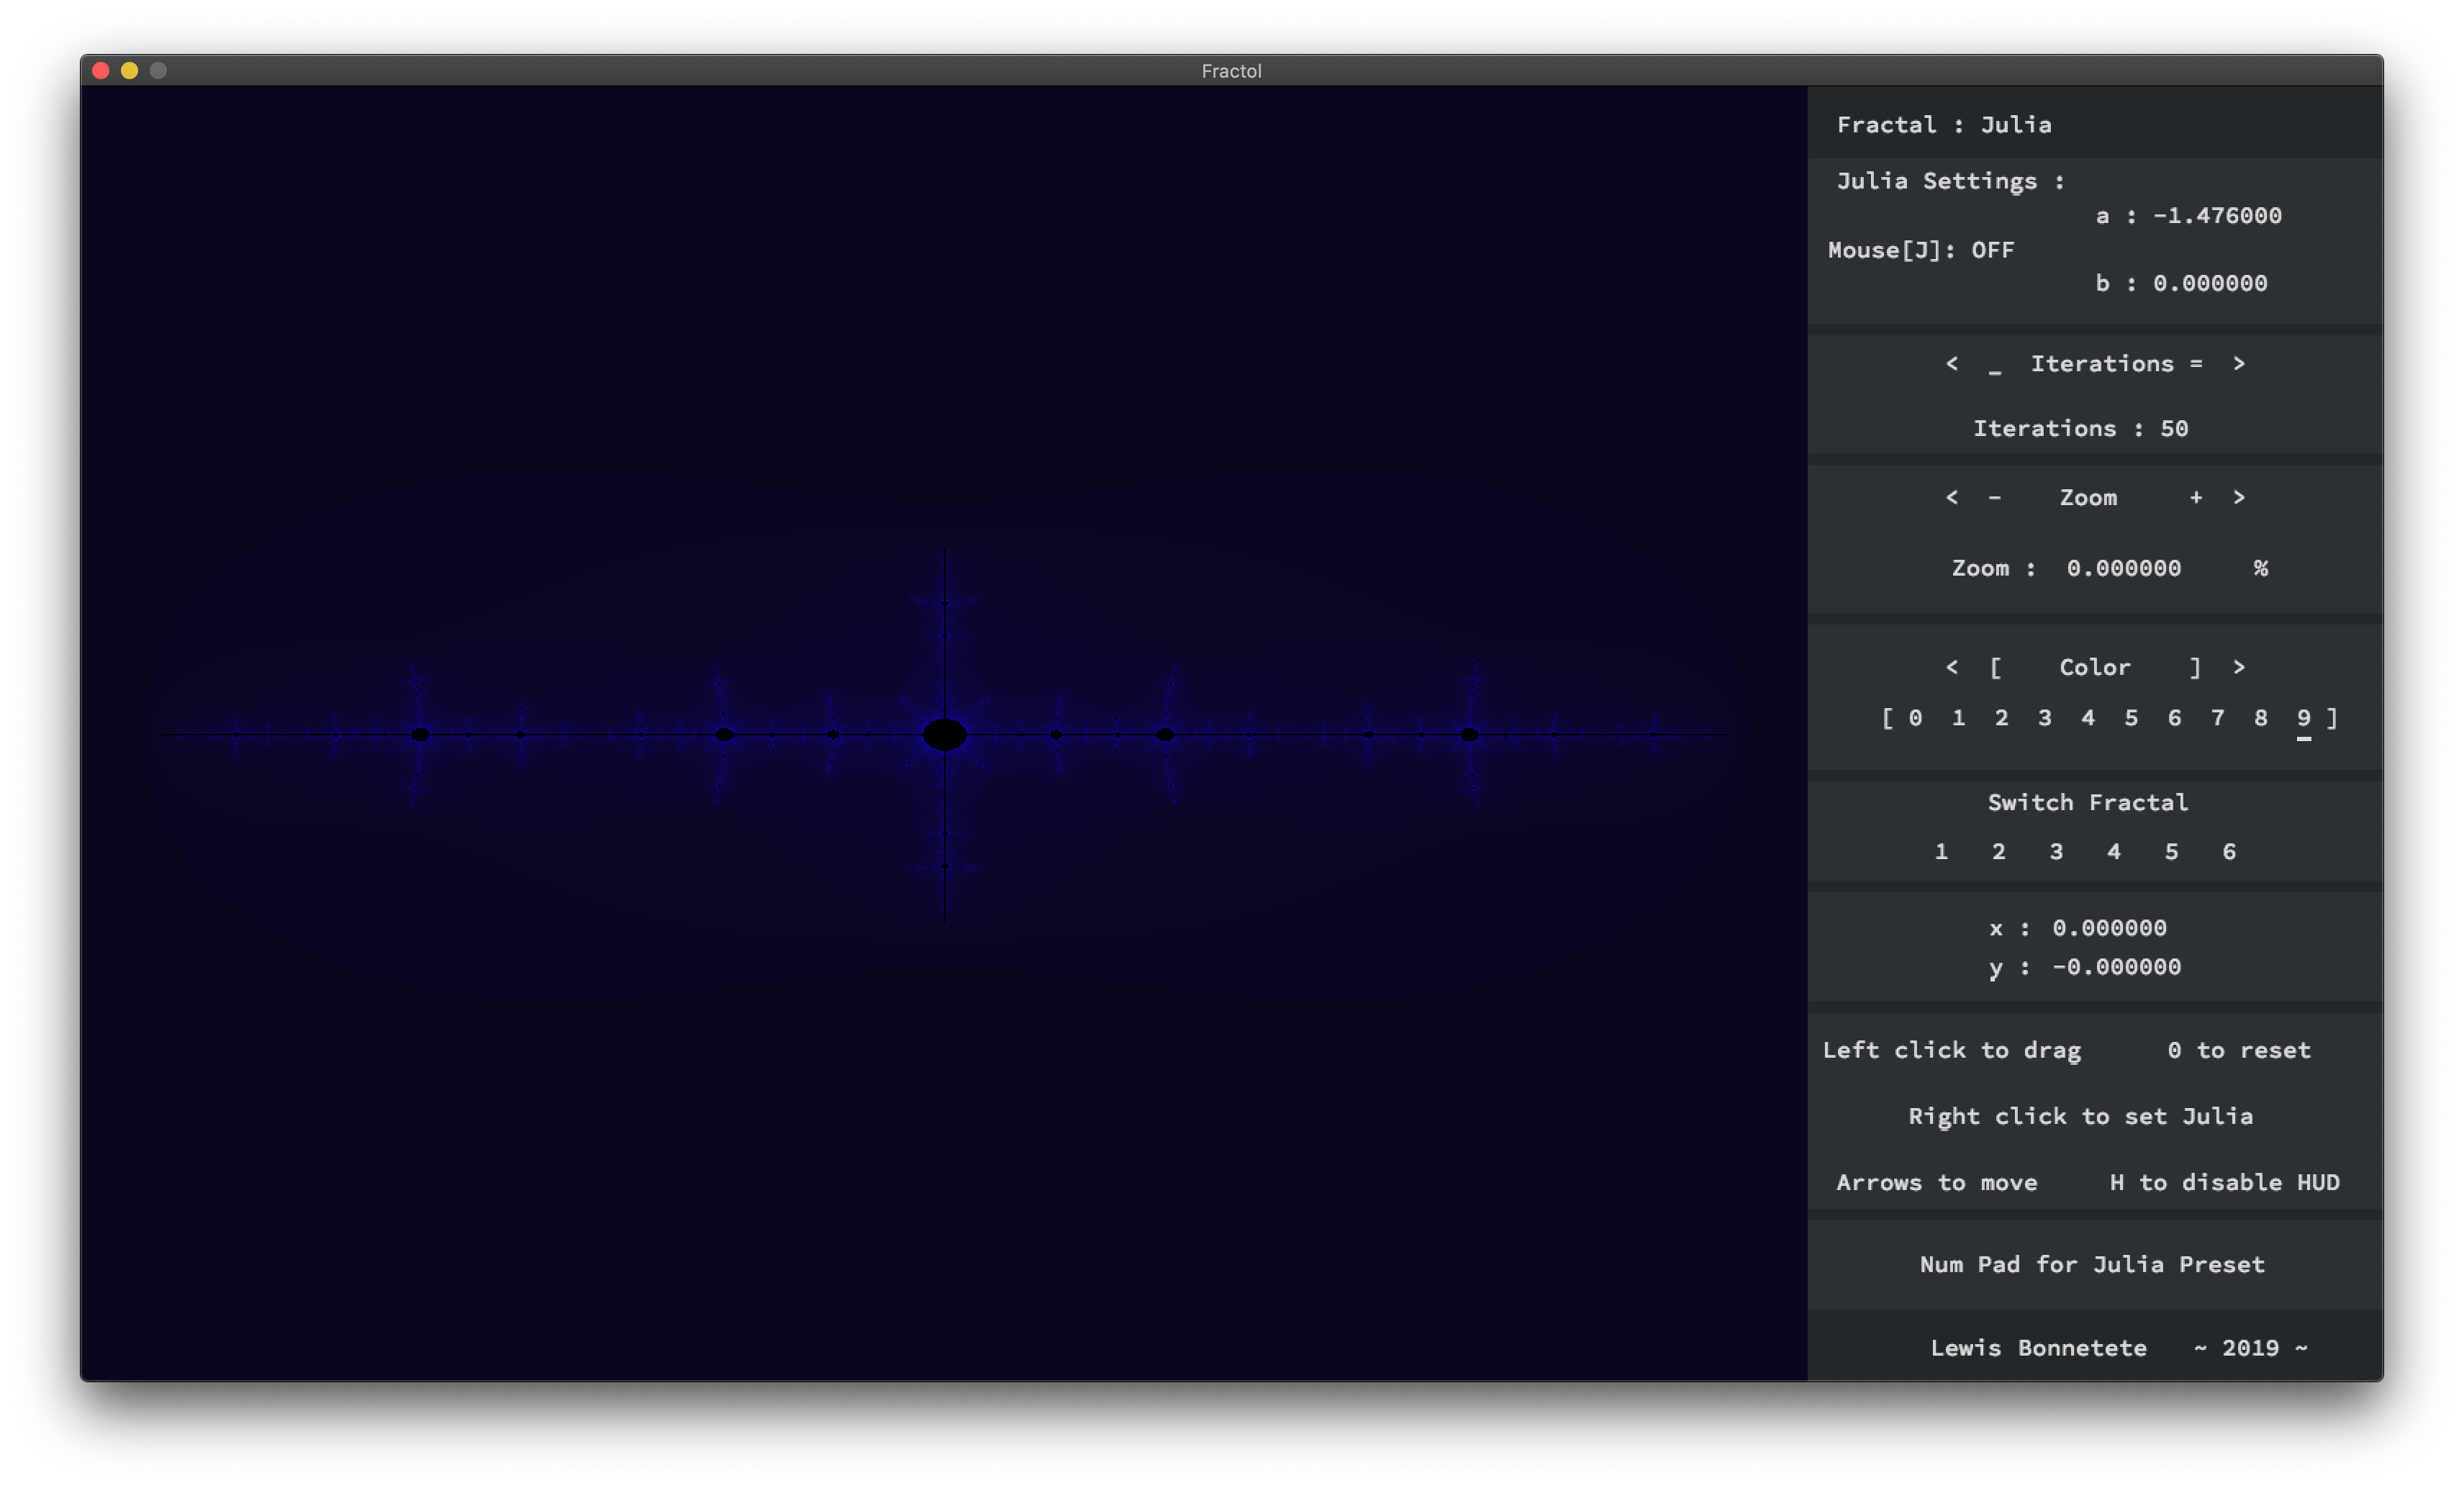 Fractol
Fractal : Julia
Julia Settings :
a : -1.476000
Mouse[J]: OFF
b : 0.000000
< _ Iterations = >
Iterations : 50
< - Zoom + >
Zoom : 0.000000 %
< [ Color ] >
[ 0 1 2 3 4 5 6 7 8 9 ]
Switch Fractal
1 2 3 4 5 6
x : 0.000000
y : -0.000000
Left click to drag 0 to reset
Right click to set Julia
Arrows to move H to disable HUD
Num Pad for Julia Preset
Lewis Bonnetete ~ 2019 ~